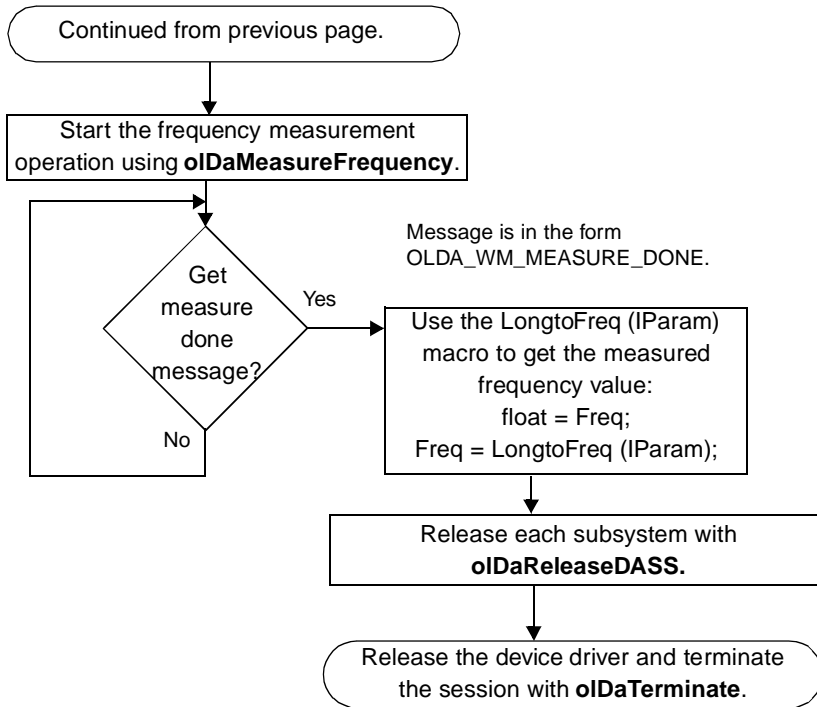 Continued from previous page.
Start the frequency measurement
operation using olDaMeasureFrequency.
Message is in the form
OLDA_WM_MEASURE_DONE.
Get
measure
done
message?
Yes
No
Use the LongtoFreq (lParam)
macro to get the measured
frequency value:
float = Freq;
Freq = LongtoFreq (lParam);
Release each subsystem with
olDaReleaseDASS.
Release the device driver and terminate
the session with olDaTerminate.